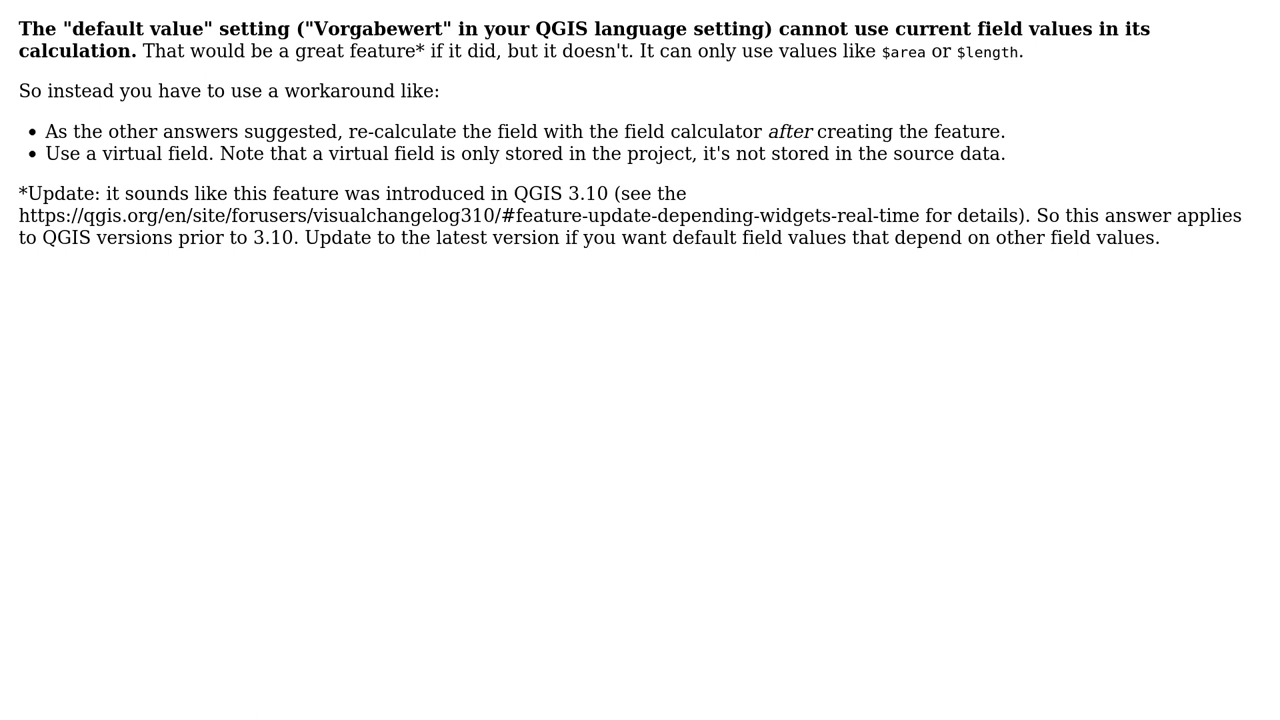 The "default value" setting ("Vorgabewert" in your QGIS language setting) cannot use current field values in its
calculation. That would be a great feature* if it did, but it doesn't. It can only use values like $area or $length.
So instead you have to use a workaround like:
• As the other answers suggested, re-calculate the field with the field calculator after creating the feature.
• Use a virtual field. Note that a virtual field is only stored in the project, it's not stored in the source data.
*Update: it sounds like this feature was introduced in QGIS 3.10 (see the
https://qgis.org/en/site/forusers/visualchangelog310/#feature-update-depending-widgets-real-time for details). So this answer applies
to QGIS versions prior to 3.10. Update to the latest version if you want default field values that depend on other field values.